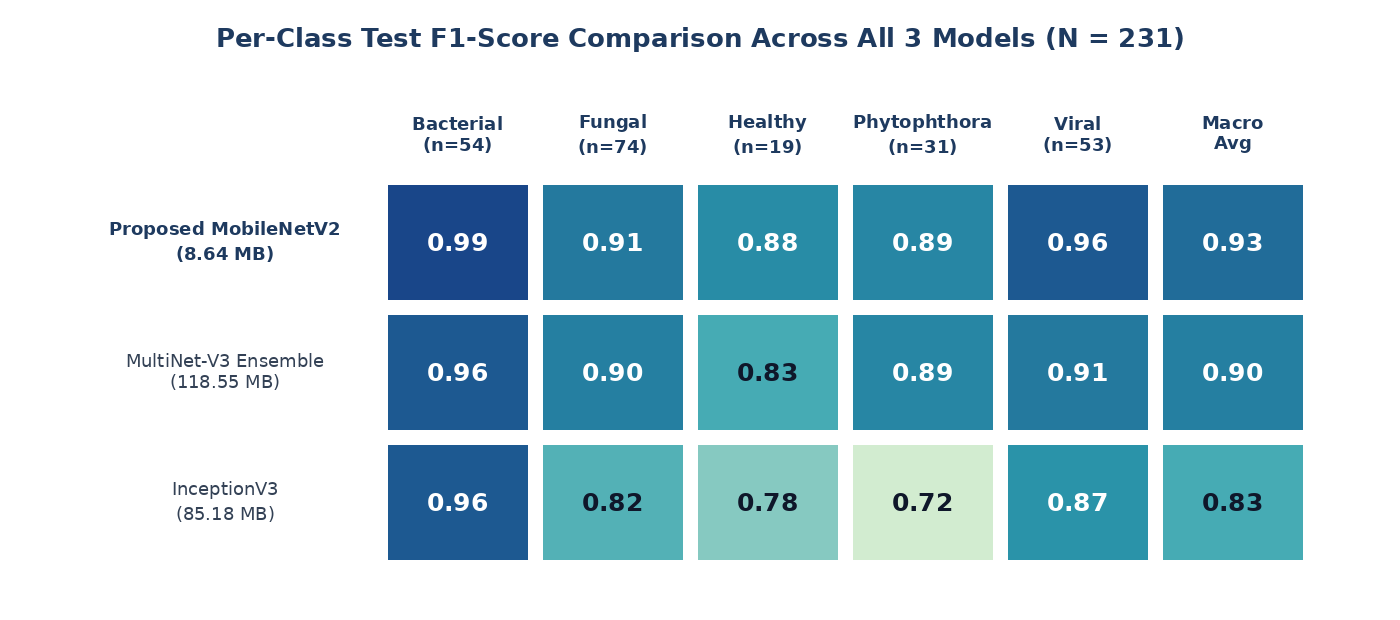 Per-Class Test F1-Score Comparison Across All 3 Models (N = 231)
Bacterial
(n=54)
Fungal
(n=74)
Healthy
(n=19)
Phytophthora
(n=31)
Viral
(n=53)
Macro
Avg
Proposed MobileNetV2
(8.64 MB)
0.99 0.91 0.88 0.89 0.96 0.93
MultiNet-V3 Ensemble
(118.55 MB)
0.96 0.90 0.83 0.89 0.91 0.90
InceptionV3
(85.18 MB)
0.96 0.82 0.78 0.72 0.87 0.83